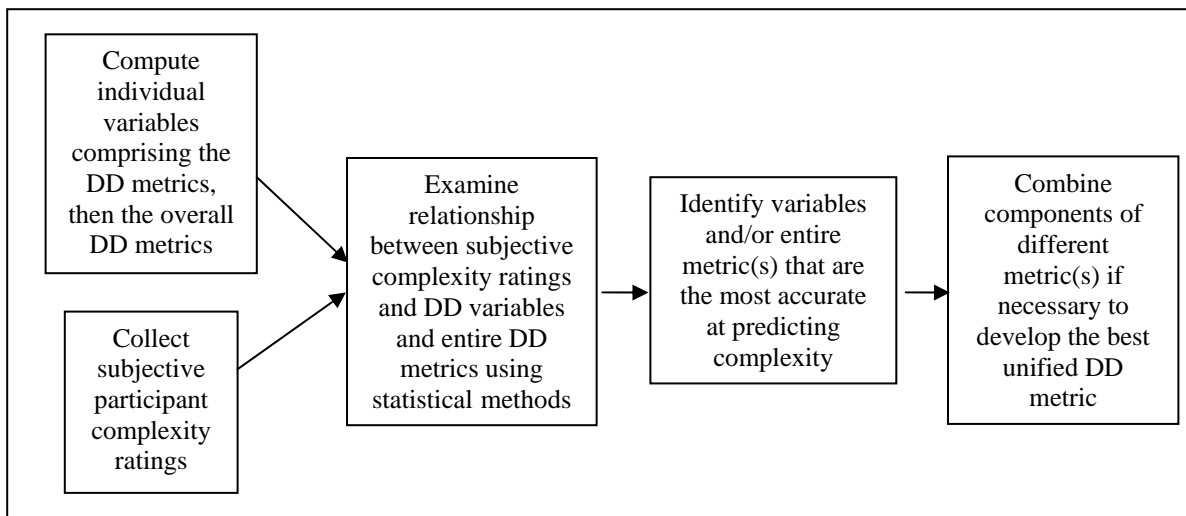 Compute
individual
variables
comprising the
DD metrics,
then the overall
DD metrics
Collect
subjective
participant
complexity
ratings
Examine
relationship
between subjective
complexity ratings
and DD variables
and entire DD
metrics using
statistical methods
Identify variables
and/or entire
metric(s) that are
the most accurate
at predicting
complexity
Combine
components of
different
metric(s) if
necessary to
develop the best
unified DD
metric